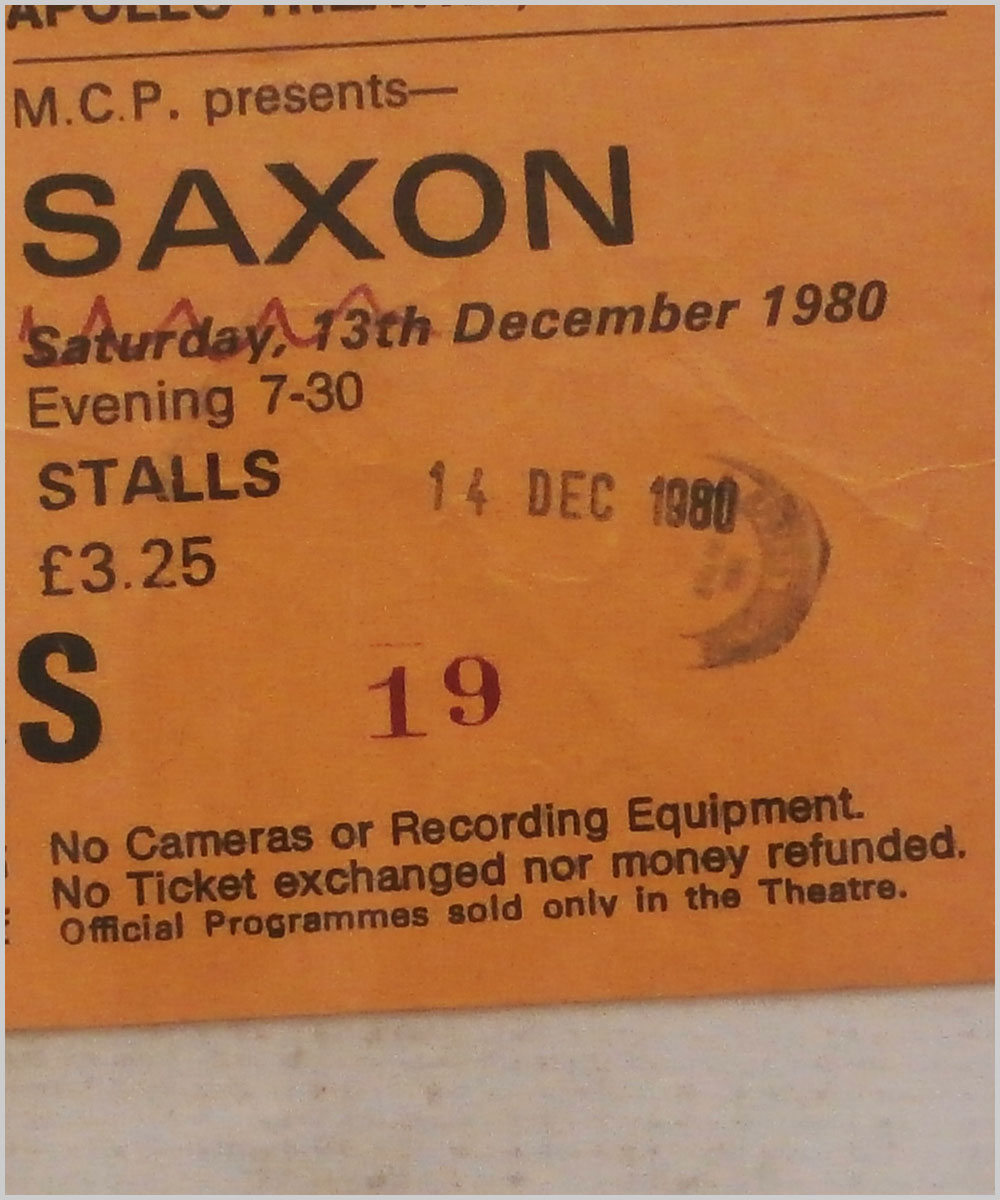 M.C.P. presents—
SAXON
Saturday, 13th December 1980
Evening 7-30
STALLS
14 DEC 1980
£3.25
S 19
No Cameras or Recording Equipment.
No Ticket exchanged nor money refunded.
Official Programmes sold only in the Theatre.